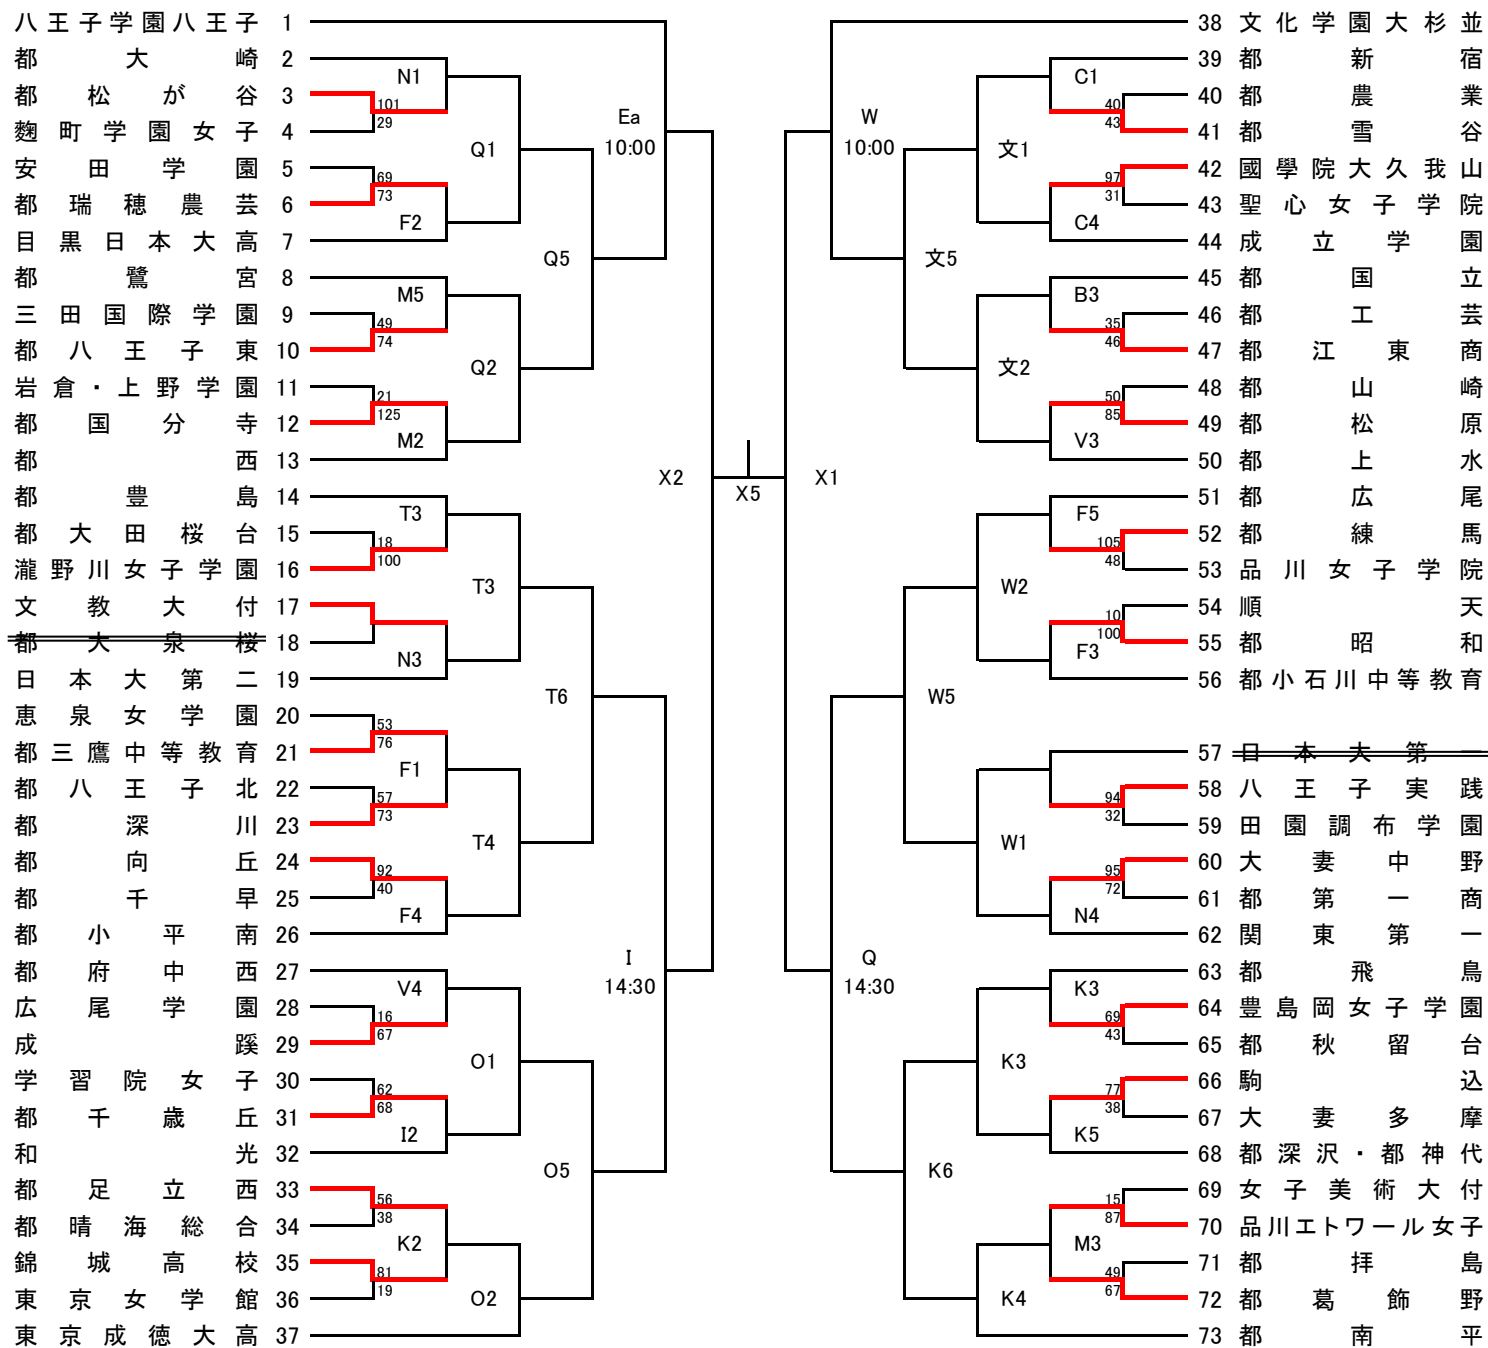 八王子学園八王子 1
都大崎 2
N1
都松が谷 3
101
29
麴町学園女子 4
Q1
安田学園 5
69
73
都瑞穂農芸 6
F2
目黒日本大高 7
Ea
10:00
Q5
都鷺宮 8
M5
三田国際学園 9
49
74
都八王子東 10
Q2
岩倉・上野学園 11
21
125
都国分寺 12
M2
都西 13
X2
都豊島 14
T3
都大田桜台 15
18
100
瀧野川女子学園 16
T3
文教大付 17
都大泉桜 18
N3
日本大第二 19
T6
恵泉女学園 20
53
76
都三鷹中等教育 21
F1
都八王子北 22
57
73
都深川 23
T4
都向丘 24
92
40
都千早 25
F4
都小平南 26
I
14:30
都府中西 27
V4
広尾学園 28
16
67
成蹊 29
O1
学習院女子 30
62
68
都千歳丘 31
I2
和光 32
O5
都足立西 33
56
38
都晴海総合 34
K2
錦城高校 35
81
19
東京女学館 36
O2
東京成徳大高 37
X5
38 文化学園大杉並
39 都新宿
C1
40 都農業
40
43
41 都雪谷
文1
42 國學院大久我山
97
31
43 聖心女子学院
C4
44 成立学園
W
10:00
文5
45 都国立
B3
46 都工芸
35
46
47 都江東商
文2
48 都山崎
50
85
49 都松原
V3
50 都上水
X1
51 都広尾
F5
52 都練馬
105
48
53 品川女子学院
W2
54 順天
10
100
55 都昭和
F3
56 都小石川中等教育
W5
57 日本大第一
58 八王子実践
94
32
59 田園調布学園
W1
60 大妻中野
95
72
61 都第一商
N4
62 関東第一
Q
14:30
63 都飛鳥
K3
64 豊島岡女子学園
69
43
65 都秋留台
K3
66 駒込
77
38
67 大妻多摩
K5
68 都深沢・都神代
K6
69 女子美術大付
15
87
70 品川エトワール女子
M3
71 都拝島
49
67
72 都葛飾野
K4
73 都南平